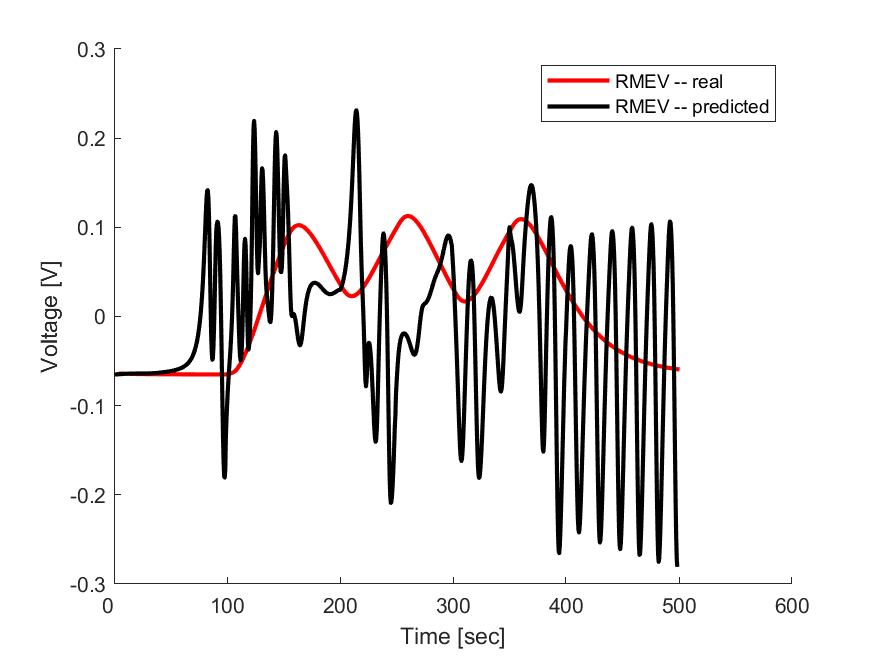 0.3
0.2
0.1
0
-0.1
-0.2
-0.3
Voltage [V]
RMEV -- real
RMEV -- predicted
0 100 200 300 400 500 600
Time [sec]